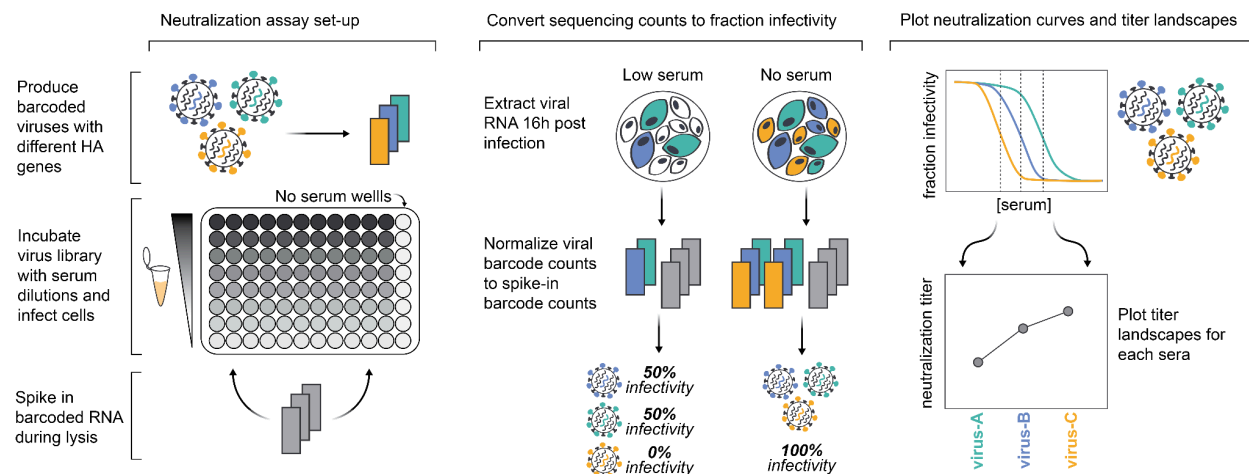 Neutralization assay set-up
Produce
barcoded
viruses with
different HA
genes
No serum wellls
Incubate
virus library
with serum
dilutions and
infect cells
Spike in
barcoded RNA
during lysis
Convert sequencing counts to fraction infectivity
Low serum
No serum
Extract viral
RNA 16h post
infection
Normalize viral
barcode counts
to spike-in
barcode counts
50%
infectivity
50%
infectivity
0%
infectivity
100%
infectivity
Plot neutralization curves and titer landscapes
fraction infectivity
[serum]
neutralization titer
Plot titer
landscapes for
each sera
virus-A
virus-B
virus-C